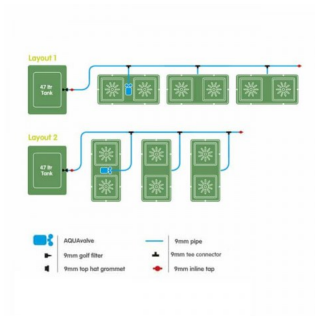 Layout 1
47 ltr
Tank
Layout 2
47 ltr
Tank
AQUAvalve
9mm pipe
9mm golf filter
9mm tee connector
9mm top hat grommet
9mm inline tap